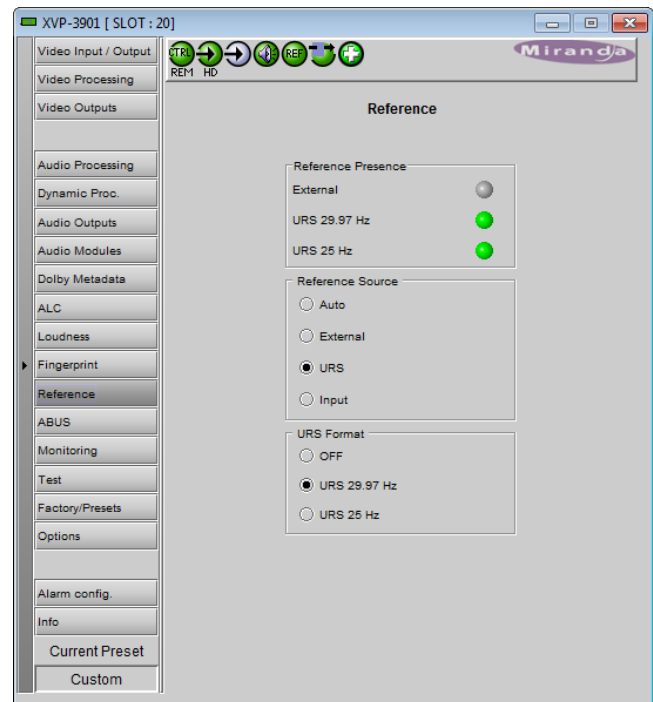 XVP-3901 [ SLOT : 20]
Video Input / Output
Video Processing
Video Outputs
Audio Processing
Dynamic Proc.
Audio Outputs
Audio Modules
Dolby Metadata
ALC
Loudness
Fingerprint
Reference
ABUS
Monitoring
Test
Factory/Presets
Options
Alarm config.
Info
Current Preset
Custom
CTRL
REF
REM HD
Miranda
Reference
Reference Presence
External
URS 29.97 Hz
URS 25 Hz
Reference Source
Auto
External
URS
Input
URS Format
OFF
URS 29.97 Hz
URS 25 Hz